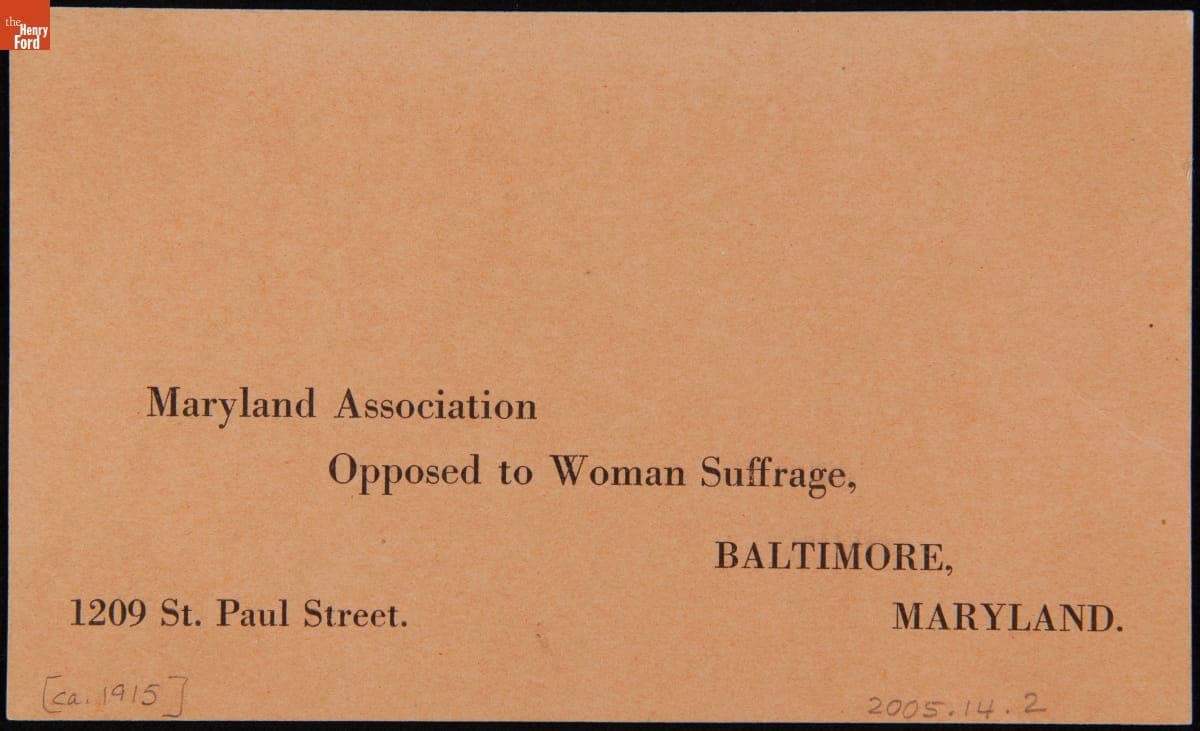 the
Henry
Ford
Maryland Association
Opposed to Woman Suffrage,
BALTIMORE,
1209 St. Paul Street.
MARYLAND.
[ca. 1915]
2005.14.2